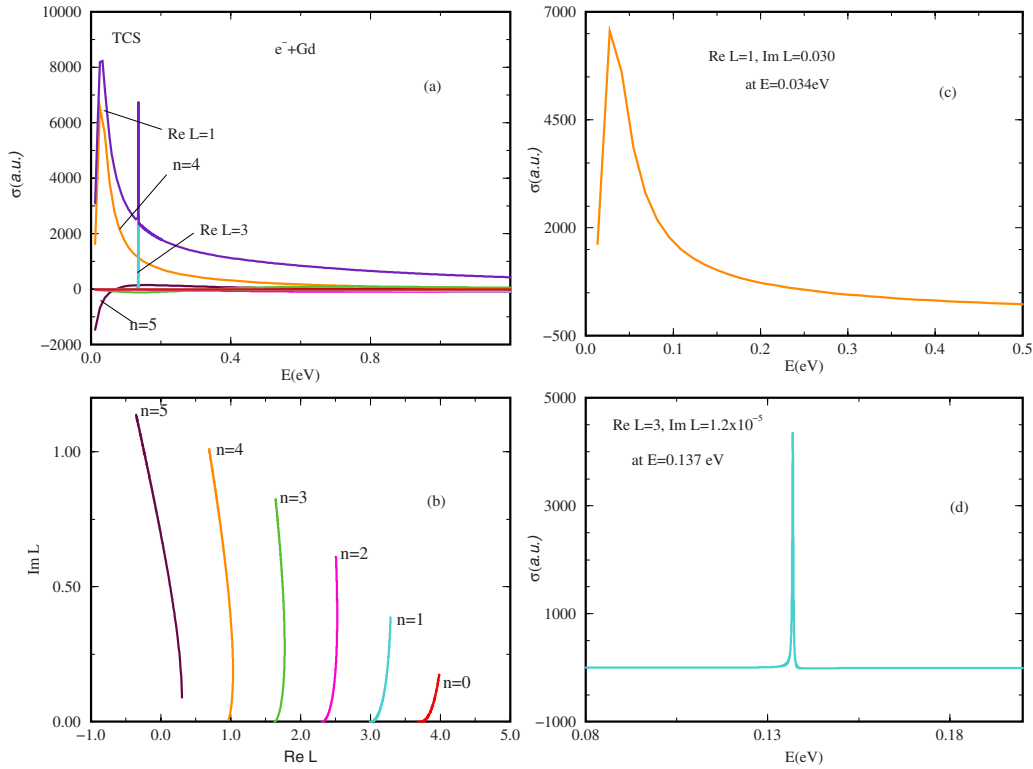 10000
8000
6000
4000
2000
0
−2000
σ(a.u.)
TCS
e⁻+Gd
(a)
Re L=1
n=4
Re L=3
n=5
0.0 0.4 0.8
E(eV)
7000
4500
2000
−500
σ(a.u.)
Re L=1, Im L=0.030
at E=0.034eV
(c)
0.0 0.1 0.2 0.3 0.4 0.5
E(eV)
1.00
0.50
0.00
Im L
n=5
n=4
n=3
n=2
n=1
n=0
(b)
-1.0 0.0 1.0 2.0 3.0 4.0 5.0
Re L
5000
3000
1000
−1000
σ(a.u.)
Re L=3, Im L=1.2x10⁻⁵
at E=0.137 eV
(d)
0.08 0.13 0.18
E(eV)